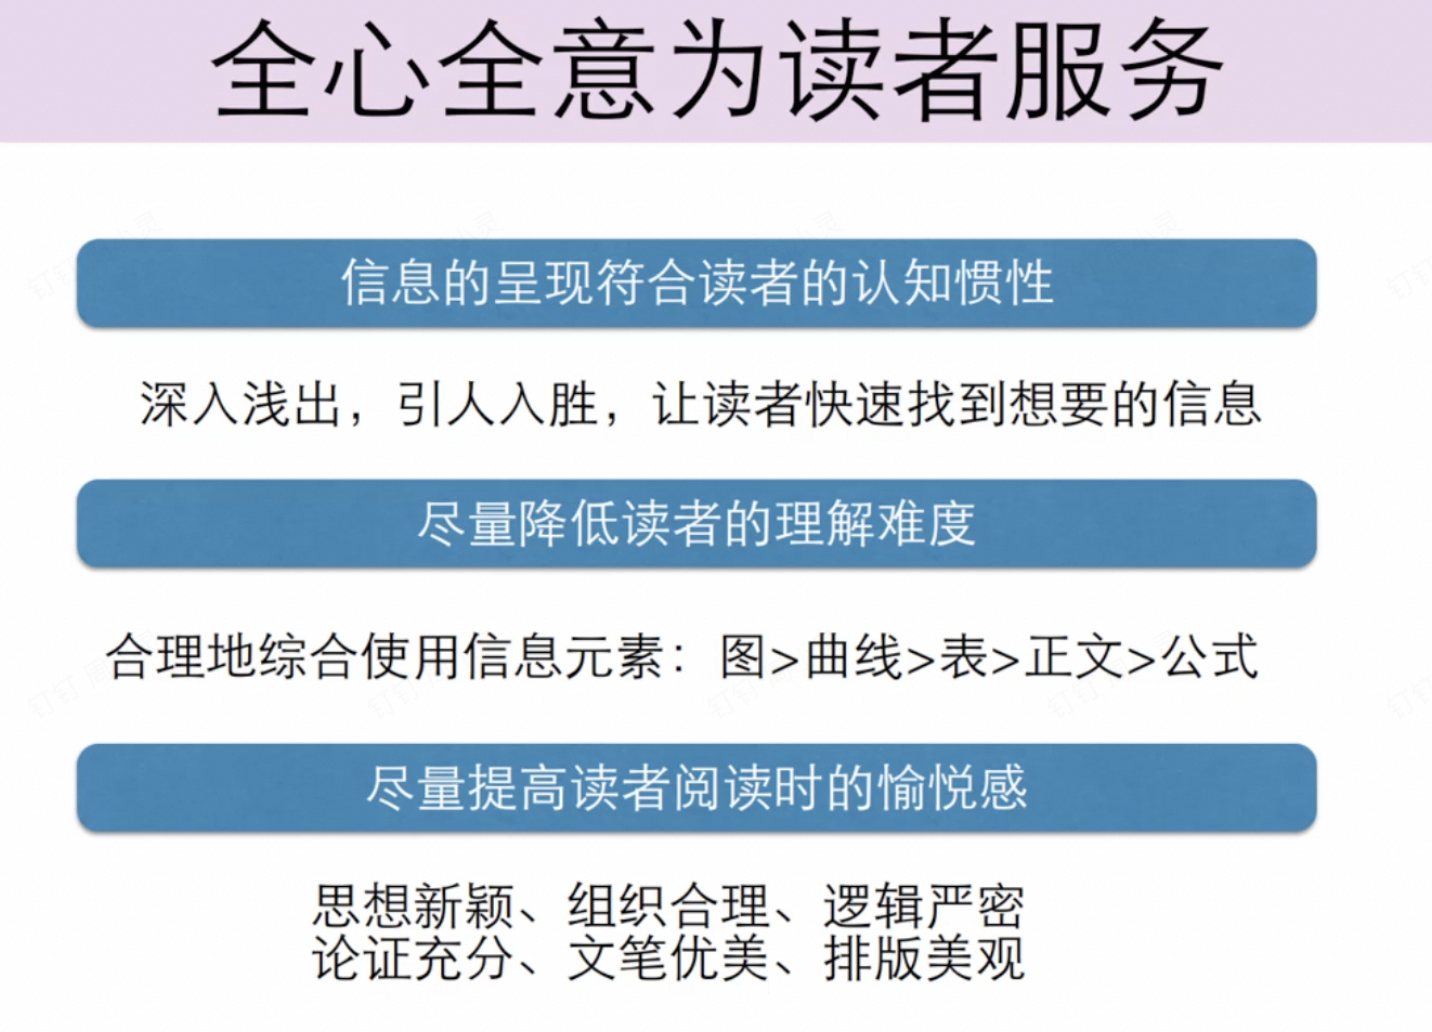 全心全意为读者服务
信息的呈现符合读者的认知惯性
深入浅出，引人入胜，让读者快速找到想要的信息
尽量降低读者的理解难度
合理地综合使用信息元素：图>曲线>表>正文>公式
尽量提高读者阅读时的愉悦感
思想新颖、组织合理、逻辑严密
论证充分、文笔优美、排版美观